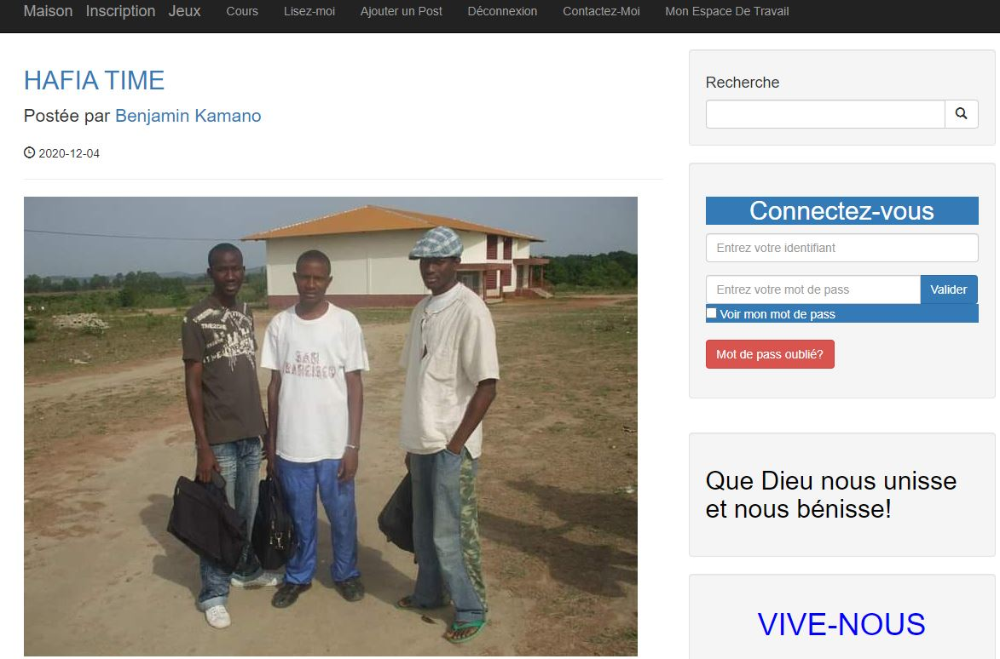 Maison Inscription Jeux Cours Lisez-moi Ajouter un Post Déconnexion Contactez-Moi Mon Espace De Travail
HAFIA TIME
Postée par Benjamin Kamano
2020-12-04
SAN
Recherche
Connectez-vous
Entrez votre identifiant
Entrez votre mot de pass Valider
Voir mon mot de pass
Mot de pass oublié?
Que Dieu nous unisse
et nous bénisse!
VIVE-NOUS